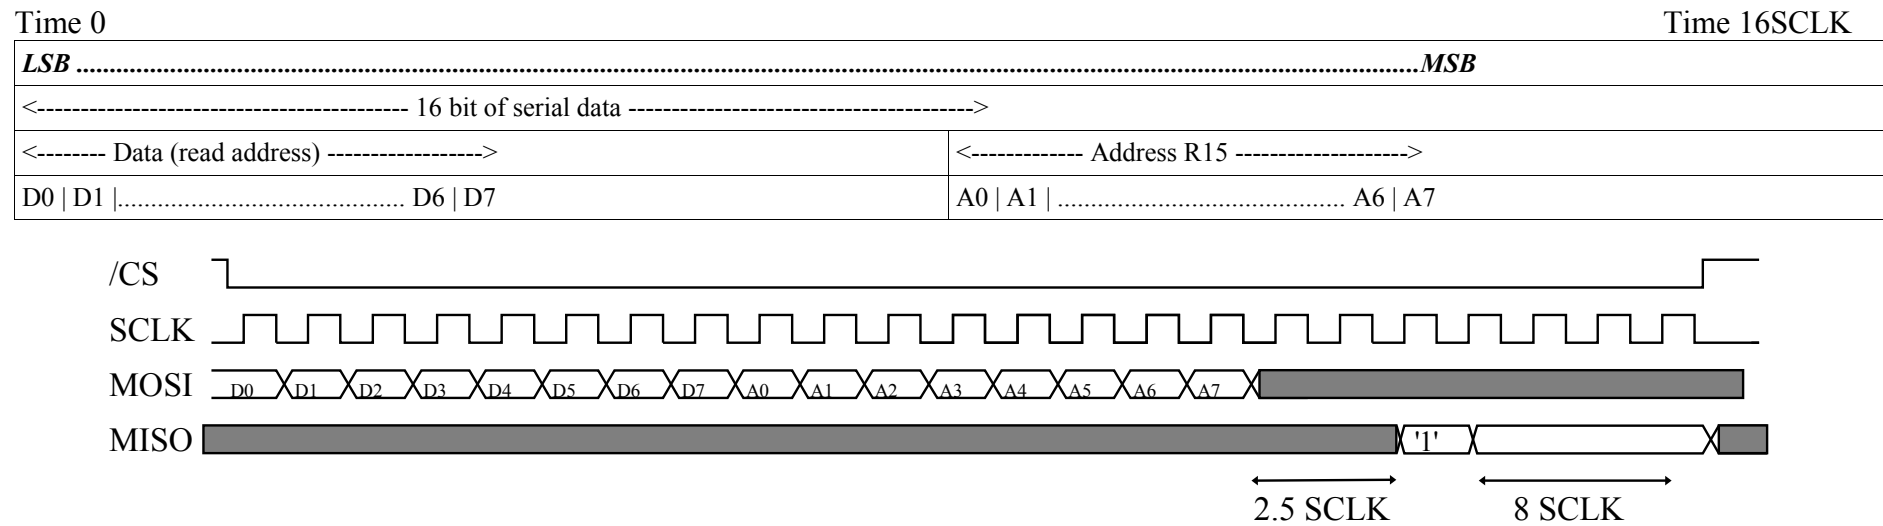 Time 0 Time 16SCLK
LSB ..........................................................................................................................................................................................................MSB
<------------------------------------------- 16 bit of serial data ---------------------------------------->
<-------- Data (read address) ------------------> <------------- Address R15 -------------------->
D0 | D1 |........................................... D6 | D7 A0 | A1 | ........................................... A6 | A7
/CS
SCLK
MOSI D0 D1 D2 D3 D4 D5 D6 D7 A0 A1 A2 A3 A4 A5 A6 A7
MISO '1'
2.5 SCLK 8 SCLK